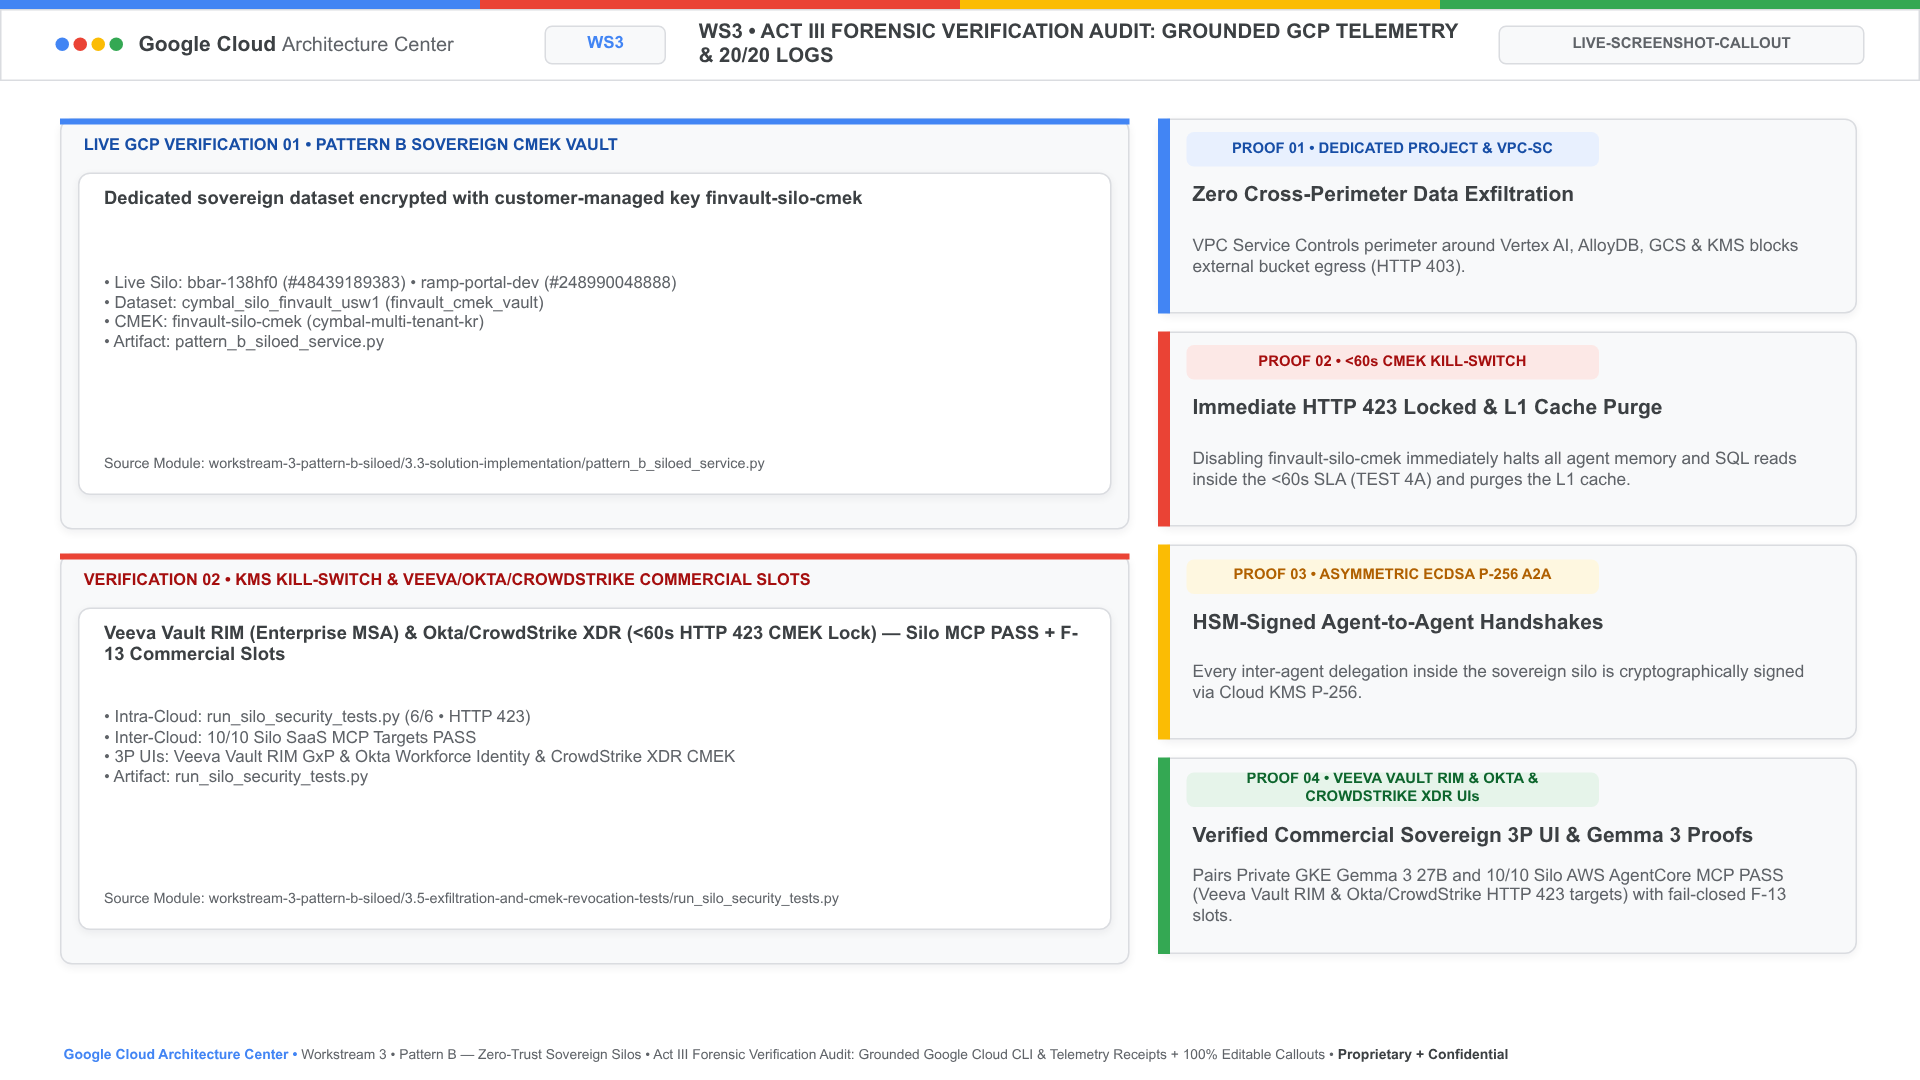 Google Cloud Architecture Center
WS3
WS3 • ACT III FORENSIC VERIFICATION AUDIT: GROUNDED GCP TELEMETRY
& 20/20 LOGS
LIVE-SCREENSHOT-CALLOUT
LIVE GCP VERIFICATION 01 • PATTERN B SOVEREIGN CMEK VAULT
Dedicated sovereign dataset encrypted with customer-managed key finvault-silo-cmek
• Live Silo: bbar-138hf0 (#48439189383) • ramp-portal-dev (#248990048888)
• Dataset: cymbal_silo_finvault_usw1 (finvault_cmek_vault)
• CMEK: finvault-silo-cmek (cymbal-multi-tenant-kr)
• Artifact: pattern_b_siloed_service.py
Source Module: workstream-3-pattern-b-siloed/3.3-solution-implementation/pattern_b_siloed_service.py
VERIFICATION 02 • KMS KILL-SWITCH & VEEVA/OKTA/CROWDSTRIKE COMMERCIAL SLOTS
Veeva Vault RIM (Enterprise MSA) & Okta/CrowdStrike XDR (<60s HTTP 423 CMEK Lock) — Silo MCP PASS + F-
13 Commercial Slots
• Intra-Cloud: run_silo_security_tests.py (6/6 • HTTP 423)
• Inter-Cloud: 10/10 Silo SaaS MCP Targets PASS
• 3P UIs: Veeva Vault RIM GxP & Okta Workforce Identity & CrowdStrike XDR CMEK
• Artifact: run_silo_security_tests.py
Source Module: workstream-3-pattern-b-siloed/3.5-exfiltration-and-cmek-revocation-tests/run_silo_security_tests.py
PROOF 01 • DEDICATED PROJECT & VPC-SC
Zero Cross-Perimeter Data Exfiltration
VPC Service Controls perimeter around Vertex AI, AlloyDB, GCS & KMS blocks
external bucket egress (HTTP 403).
PROOF 02 • <60s CMEK KILL-SWITCH
Immediate HTTP 423 Locked & L1 Cache Purge
Disabling finvault-silo-cmek immediately halts all agent memory and SQL reads
inside the <60s SLA (TEST 4A) and purges the L1 cache.
PROOF 03 • ASYMMETRIC ECDSA P-256 A2A
HSM-Signed Agent-to-Agent Handshakes
Every inter-agent delegation inside the sovereign silo is cryptographically signed
via Cloud KMS P-256.
PROOF 04 • VEEVA VAULT RIM & OKTA &
CROWDSTRIKE XDR UIs
Verified Commercial Sovereign 3P UI & Gemma 3 Proofs
Pairs Private GKE Gemma 3 27B and 10/10 Silo AWS AgentCore MCP PASS
(Veeva Vault RIM & Okta/CrowdStrike HTTP 423 targets) with fail-closed F-13
slots.
Google Cloud Architecture Center • Workstream 3 • Pattern B — Zero-Trust Sovereign Silos • Act III Forensic Verification Audit: Grounded Google Cloud CLI & Telemetry Receipts + 100% Editable Callouts • Proprietary + Confidential